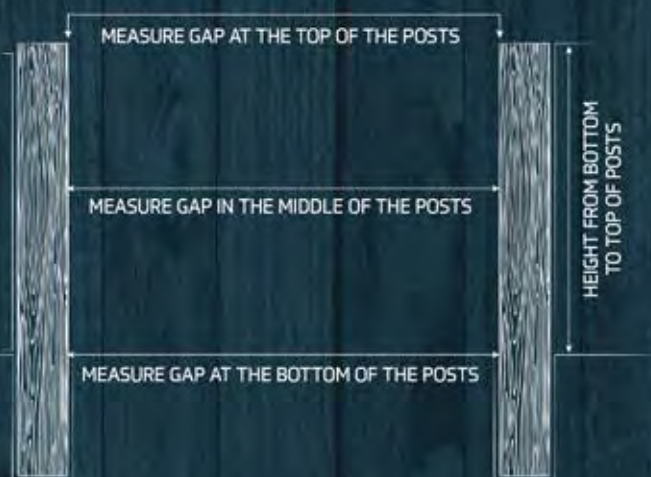 MEASURE GAP AT THE TOP OF THE POSTS
MEASURE GAP IN THE MIDDLE OF THE POSTS
MEASURE GAP AT THE BOTTOM OF THE POSTS
HEIGHT FROM BOTTOM
TO TOP OF POSTS